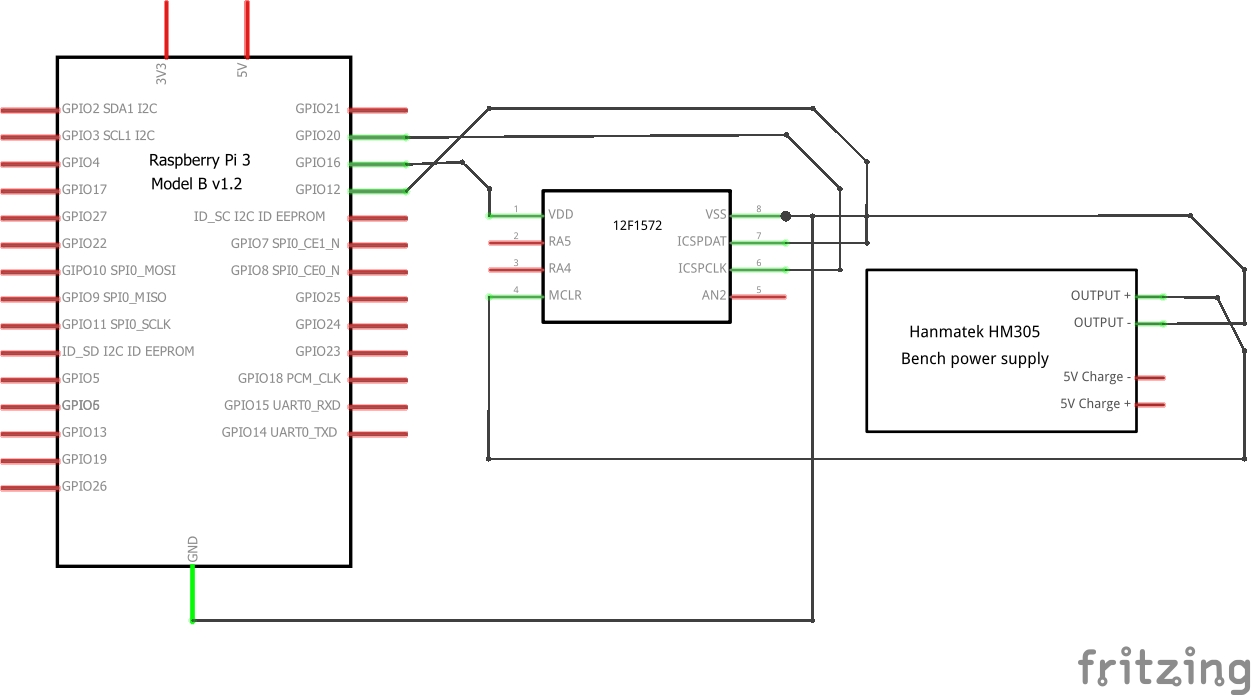 3V3
5V
GPIO2 SDA1 I2C
GPIO3 SCL1 I2C
GPIO4
GPIO17
GPIO27
GPIO22
GIPO10 SPI0_MOSI
GPIO9 SPI0_MISO
GPIO11 SPI0_SCLK
ID_SD I2C ID EEPROM
GPIO5
GPIO6
GPIO13
GPIO19
GPIO26
Raspberry Pi 3
Model B v1.2
GPIO21
GPIO20
GPIO16
GPIO12
ID_SC I2C ID EEPROM
GPIO7 SPI0_CE1_N
GPIO8 SPI0_CE0_N
GPIO25
GPIO24
GPIO23
GPIO18 PCM_CLK
GPIO15 UART0_RXD
GPIO14 UART0_TXD
GND
1 VDD
2 RA5
3 RA4
4 MCLR
12F1572
VSS 8
ICSPDAT 7
ICSPCLK 6
AN2 5
Hanmatek HM305
Bench power supply
OUTPUT +
OUTPUT -
5V Charge -
5V Charge +
fritzing